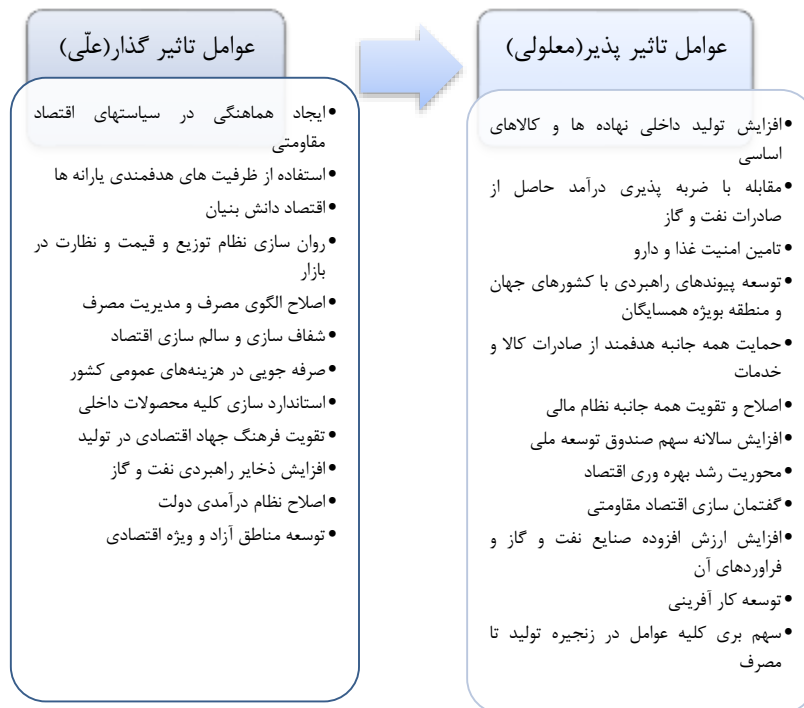 عوامل تاثیر گذار(علّی)
•ایجاد هماهنگی در سیاستهای اقتصاد
مقاومتی
•استفاده از ظرفیت های هدفمندی یارانه ها
•اقتصاد دانش بنیان
•روان سازی نظام توزیع و قیمت و نظارت در
بازار
•اصلاح الگوی مصرف و مدیریت مصرف
•شفاف سازی و سالم سازی اقتصاد
•صرفه جویی در هزینه‌های عمومی کشور
•استاندارد سازی کلیه محصولات داخلی
•تقویت فرهنگ جهاد اقتصادی در تولید
•افزایش ذخایر راهبردی نفت و گاز
•اصلاح نظام درآمدی دولت
•توسعه مناطق آزاد و ویژه اقتصادی
عوامل تاثیر پذیر(معلولی)
•افزایش تولید داخلی نهاده ها و کالاهای
اساسی
•مقابله با ضربه پذیری درآمد حاصل از
صادرات نفت و گاز
•تامین امنیت غذا و دارو
•توسعه پیوندهای راهبردی با کشورهای جهان
و منطقه بویژه همسایگان
•حمایت همه جانبه هدفمند از صادرات کالا و
خدمات
•اصلاح و تقویت همه جانبه نظام مالی
•افزایش سالانه سهم صندوق توسعه ملی
•محوریت رشد بهره وری اقتصاد
•گفتمان سازی اقتصاد مقاومتی
•افزایش ارزش افزوده صنایع نفت و گاز و
فراوردهای آن
•توسعه کار آفرینی
•سهم بری کلیه عوامل در زنجیره تولید تا
مصرف